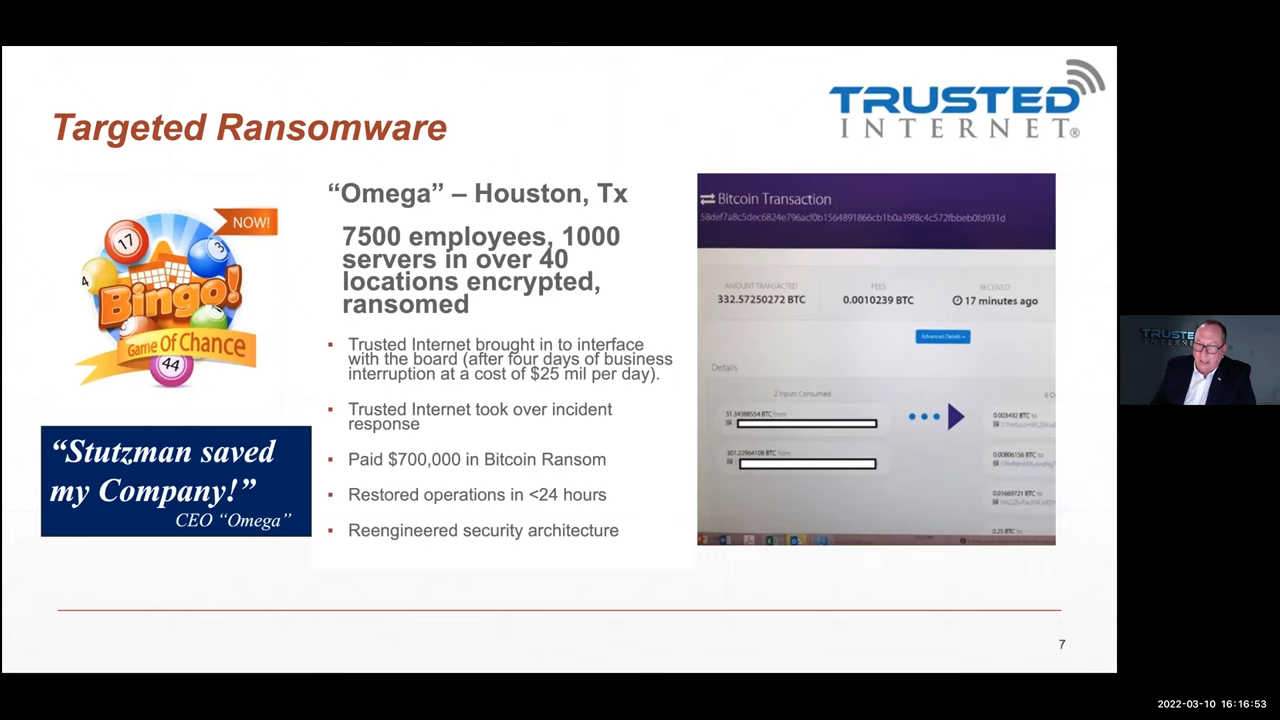 Targeted Ransomware
TRUSTED
INTERNET®
NOW!
17
3
4
Bingo!
Game Of Chance
44
“Stutzman saved
my Company!”
CEO “Omega”
“Omega” – Houston, Tx
7500 employees, 1000
servers in over 40
locations encrypted,
ransomed
▪ Trusted Internet brought in to interface
with the board (after four days of business
interruption at a cost of $25 mil per day).
▪ Trusted Internet took over incident
response
▪ Paid $700,000 in Bitcoin Ransom
▪ Restored operations in <24 hours
▪ Reengineered security architecture
Bitcoin Transaction
AMOUNT TRANSACTED
332.57250272 BTC
FEES
0.0010239 BTC
RECEIVED
17 minutes ago
Advanced Details
Details
2 Inputs Consumed
31.34388554 BTC from
301.22964108 BTC from
0.003492 BTC to
0.00806156 BTC to
0.01669721 BTC to
0.25 BTC to
7
TRUSTE
INTERN
2022-03-10 16:16:53